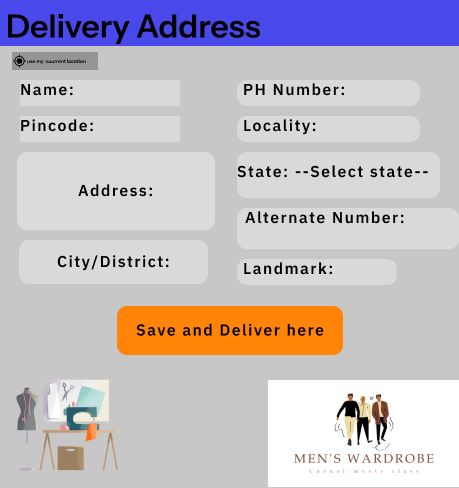 Delivery Address
use my cuurrent location
Name:
PH Number:
Pincode:
Locality:
Address:
State: --Select state--
Alternate Number:
City/District:
Landmark:
Save and Deliver here
MEN'S WARDROBE
Casual meets class